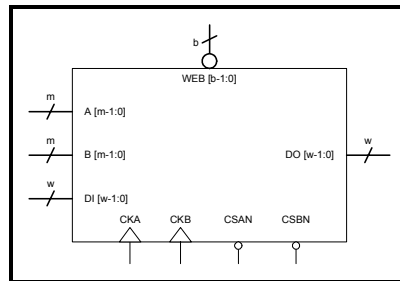 b
WEB [b-1:0]
m
A [m-1:0]
m
B [m-1:0]
DO [w-1:0]
w
w
DI [w-1:0]
CKA CKB CSAN CSBN